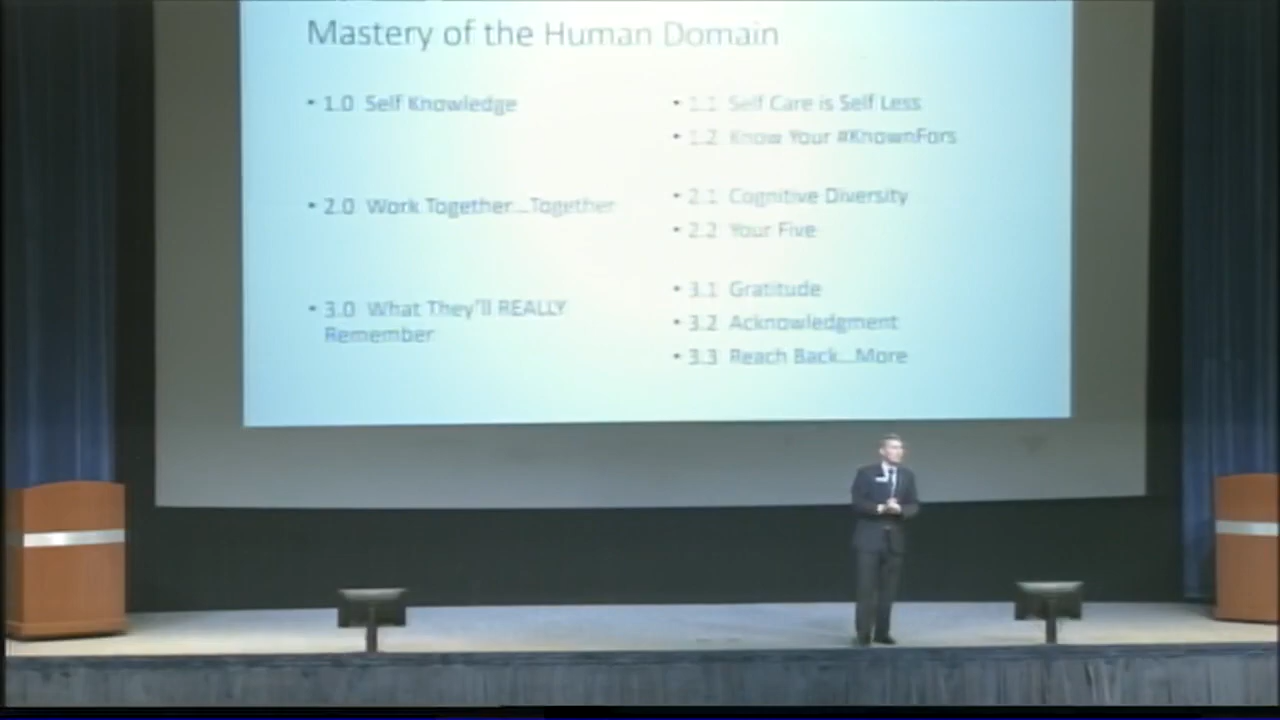 Mastery of the Human Domain
• 1.0 Self Knowledge
• 1.1 Self Care is Self Less
• 1.2 Know Your #KnownFors
• 2.0 Work Together...Together
• 2.1 Cognitive Diversity
• 2.2 Your Five
• 3.0 What They'll REALLY
Remember
• 3.1 Gratitude
• 3.2 Acknowledgment
• 3.3 Reach Back...More